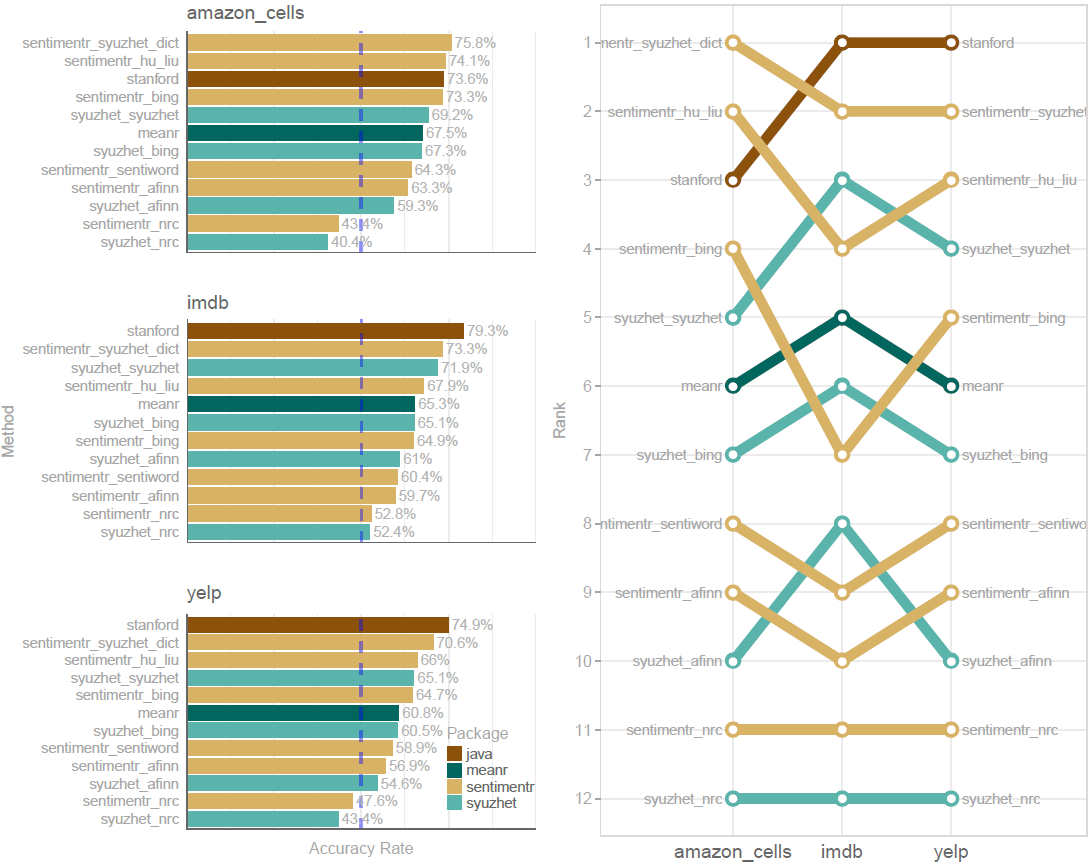 amazon_cells
sentimentr_syuzhet_dict 75.8%
sentimentr_hu_liu 74.1%
stanford 73.6%
sentimentr_bing 73.3%
syuzhet_syuzhet 69.2%
meanr 67.5%
syuzhet_bing 67.3%
sentimentr_sentiword 64.3%
sentimentr_afinn 63.3%
syuzhet_afinn 59.3%
sentimentr_nrc 43.4%
syuzhet_nrc 40.4%
imdb
stanford 79.3%
sentimentr_syuzhet_dict 73.3%
syuzhet_syuzhet 71.9%
sentimentr_hu_liu 67.9%
meanr 65.3%
syuzhet_bing 65.1%
sentimentr_bing 64.9%
syuzhet_afinn 61%
sentimentr_sentiword 60.4%
sentimentr_afinn 59.7%
sentimentr_nrc 52.8%
syuzhet_nrc 52.4%
Method
yelp
stanford 74.9%
sentimentr_syuzhet_dict 70.6%
sentimentr_hu_liu 66%
syuzhet_syuzhet 65.1%
sentimentr_bing 64.7%
meanr 60.8%
syuzhet_bing 60.5%
sentimentr_sentiword 58.9%
sentimentr_afinn 56.9%
syuzhet_afinn 54.6%
sentimentr_nrc 47.6%
syuzhet_nrc 43.4%
Accuracy Rate
Package
java
meanr
sentimentr
syuzhet
Rank
1 mentr_syuzhet_dict stanford
2 sentimentr_hu_liu sentimentr_syuzhet
3 stanford sentimentr_hu_liu
4 sentimentr_bing syuzhet_syuzhet
5 syuzhet_syuzhet sentimentr_bing
6 meanr meanr
7 syuzhet_bing syuzhet_bing
8 ntimentr_sentiword sentimentr_sentiwo
9 sentimentr_afinn sentimentr_afinn
10 syuzhet_afinn syuzhet_afinn
11 sentimentr_nrc sentimentr_nrc
12 syuzhet_nrc syuzhet_nrc
amazon_cells imdb yelp